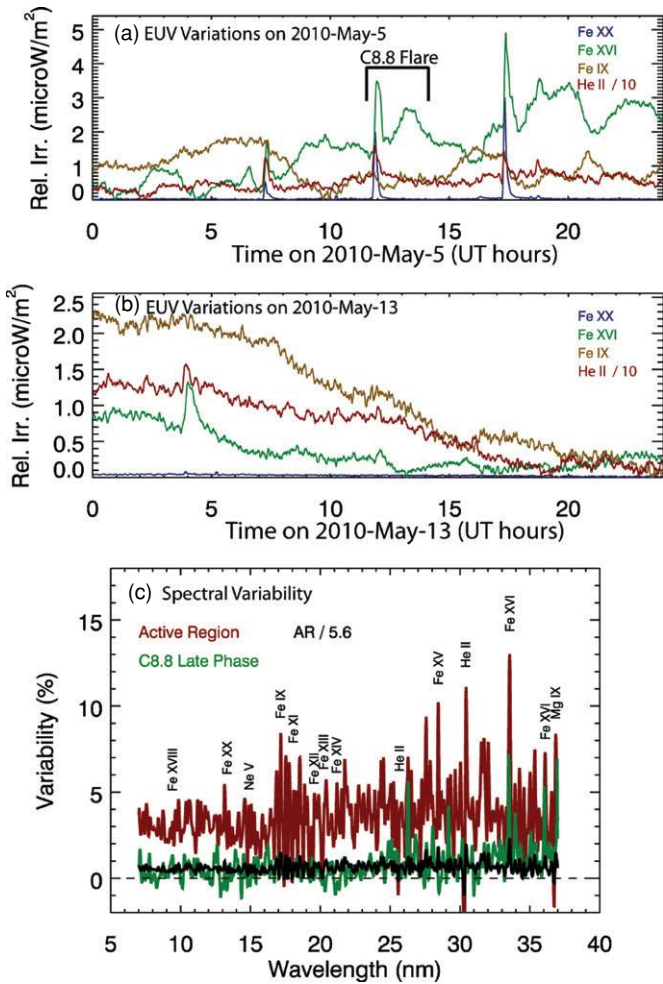 (a) EUV Variations on 2010-May-5
C8.8 Flare
Fe XX
Fe XVI
Fe IX
He II / 10
Rel. Irr. (microW/m²)
5
4
3
2
1
0
0 5 10 15 20
Time on 2010-May-5 (UT hours)
(b) EUV Variations on 2010-May-13
Fe XX
Fe XVI
Fe IX
He II / 10
Rel. Irr. (microW/m²)
2.5
2.0
1.5
1.0
0.5
0.0
0 5 10 15 20
Time on 2010-May-13 (UT hours)
(c) Spectral Variability
Active Region AR / 5.6
C8.8 Late Phase
Variability (%)
15
10
5
0
Fe XVIII
Fe XX
Ne V
Fe IX
Fe XI
Fe XII
Fe XIII
Fe XIV
He II
Fe XV
He II
Fe XVI
Fe XVI
Mg IX
5 10 15 20 25 30 35 40
Wavelength (nm)